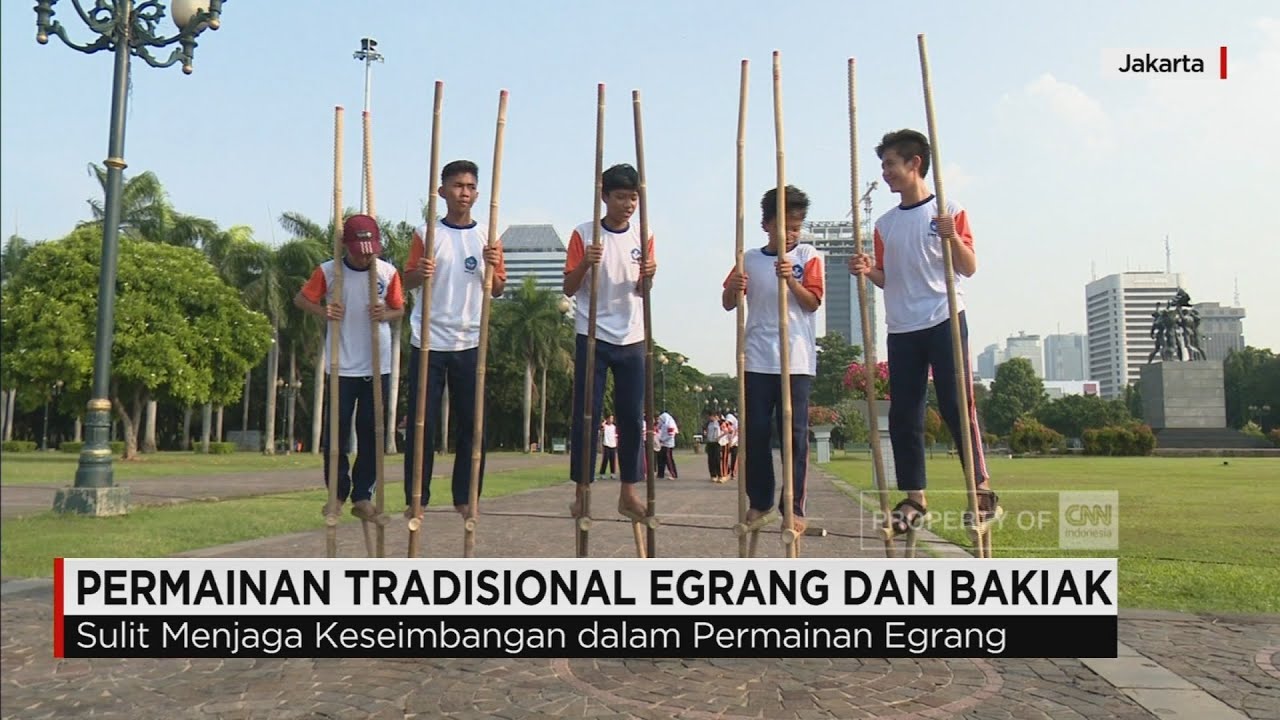 Jakarta
PROPERTY OF CNN Indonesia
PERMAINAN TRADISIONAL EGRANG DAN BAKIAK
Sulit Menjaga Keseimbangan dalam Permainan Egrang